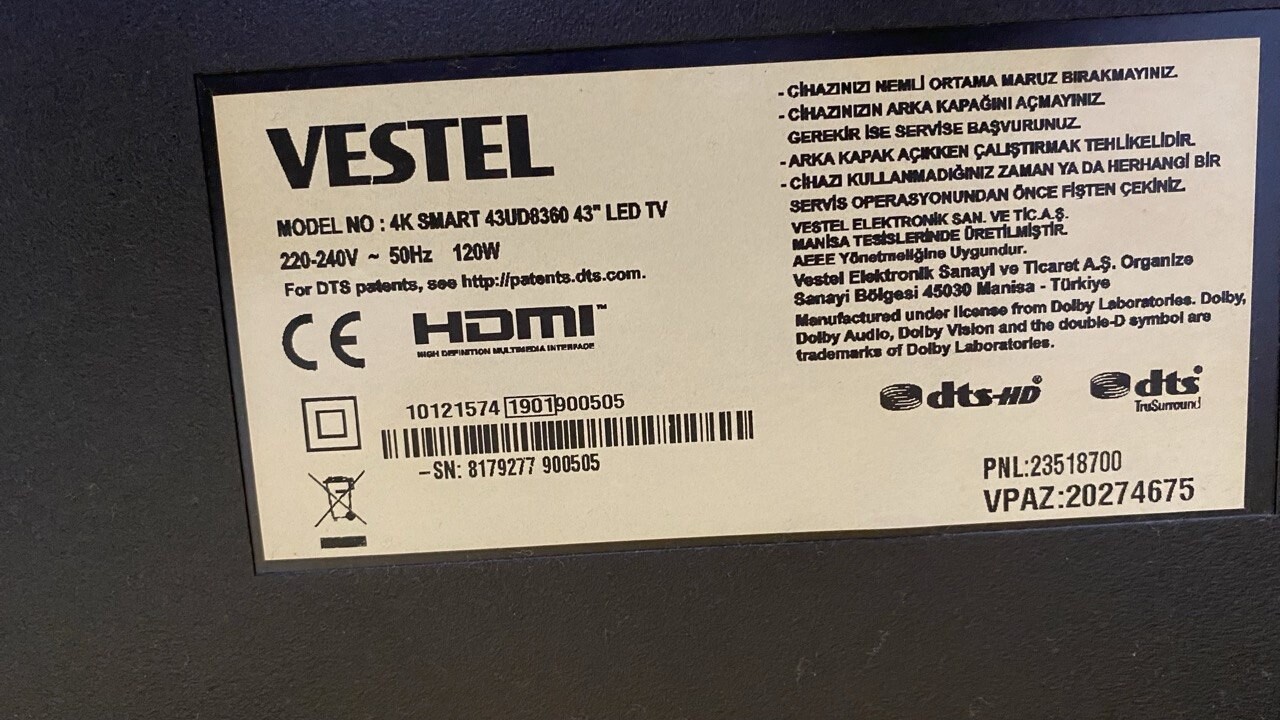 VESTEL
MODEL NO : 4K SMART 43UD8360 43" LED TV
220-240V ~ 50Hz 120W
For DTS patents, see http://patents.dts.com.
CE HDMI™
HIGH DEFINITION MULTIMEDIA INTERFACE
10121574 1901900505
–SN: 8179277 900505
- CİHAZINIZI NEMLİ ORTAMA MARUZ BIRAKMAYINIZ.
- CİHAZINIZIN ARKA KAPAĞINI AÇMAYINIZ.
GEREKİR İSE SERVİSE BAŞVURUNUZ.
- ARKA KAPAK AÇIKKEN ÇALIŞTIRMAK TEHLİKELİDİR.
- CİHAZI KULLANMADIĞINIZ ZAMAN YA DA HERHANGİ BİR
SERVİS OPERASYONUNDAN ÖNCE FİŞTEN ÇEKİNİZ.
VESTEL ELEKTRONİK SAN. VE TİC.A.Ş.
MANİSA TESİSLERİNDE ÜRETİLMİŞTİR.
AEEE Yönetmeliğine Uygundur.
Vestel Elektronik Sanayi ve Ticaret A.Ş. Organize
Sanayi Bölgesi 45030 Manisa - Türkiye
Manufactured under license from Dolby Laboratories. Dolby,
Dolby Audio, Dolby Vision and the double-D symbol are
trademarks of Dolby Laboratories.
dts-HD® dts®
TruSurround
PNL:23518700
VPAZ:20274675